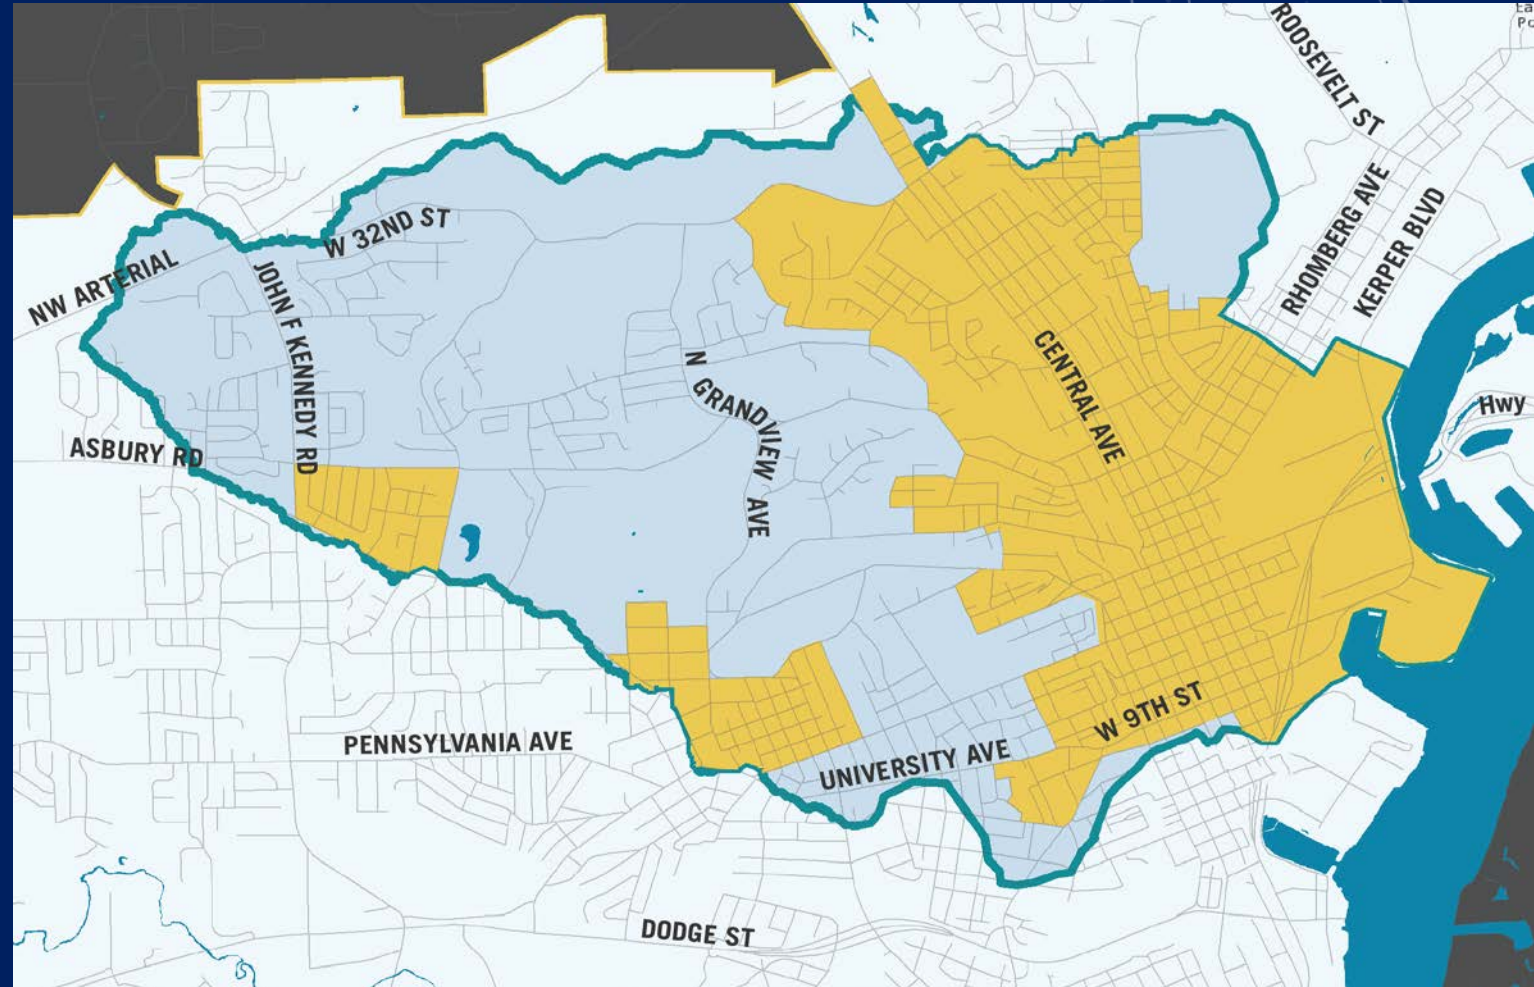 ROOSEVELT ST
RHOMBERG AVE
KERPER BLVD
W 32ND ST
NW ARTERIAL
JOHN F KENNEDY RD
CENTRAL AVE
N GRANDVIEW AVE
Hwy
ASBURY RD
W 9TH ST
PENNSYLVANIA AVE
UNIVERSITY AVE
DODGE ST